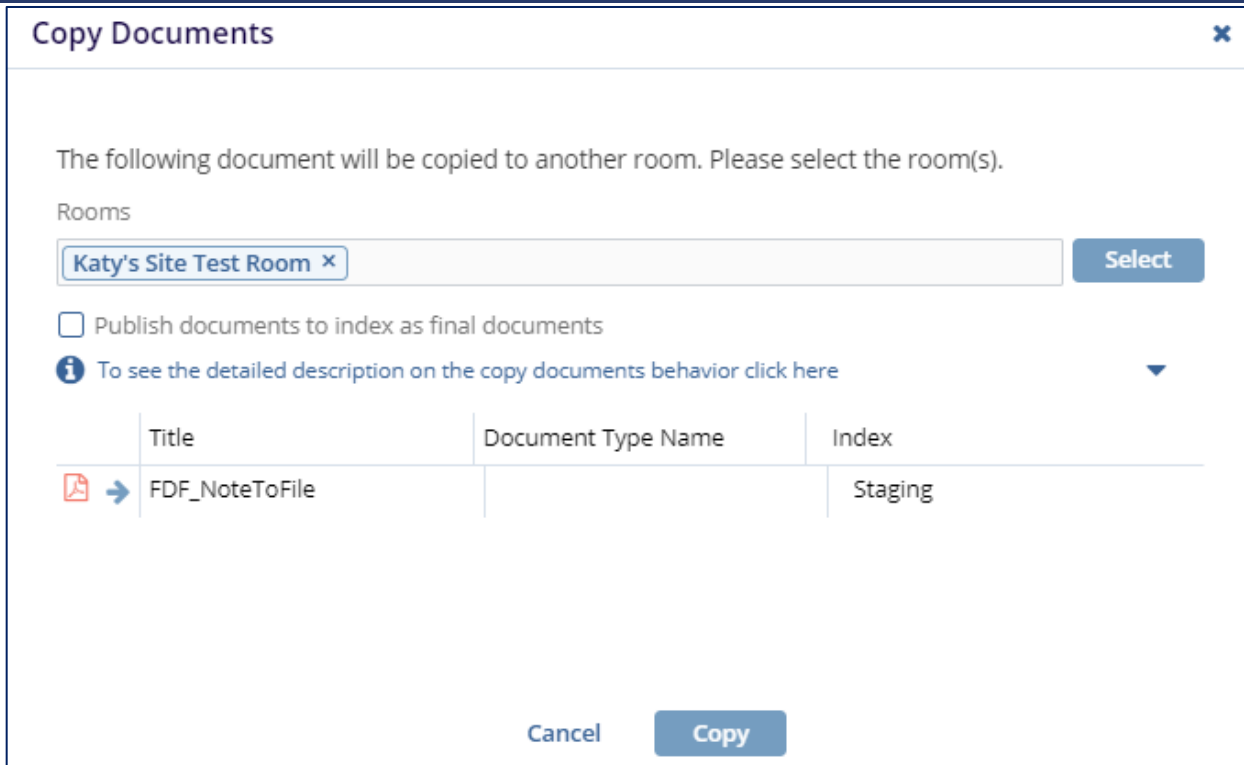 Copy Documents
The following document will be copied to another room. Please select the room(s).
Rooms
Katy's Site Test Room × Select
Publish documents to index as final documents
To see the detailed description on the copy documents behavior click here
Title Document Type Name Index
FDF_NoteToFile Staging
Cancel Copy